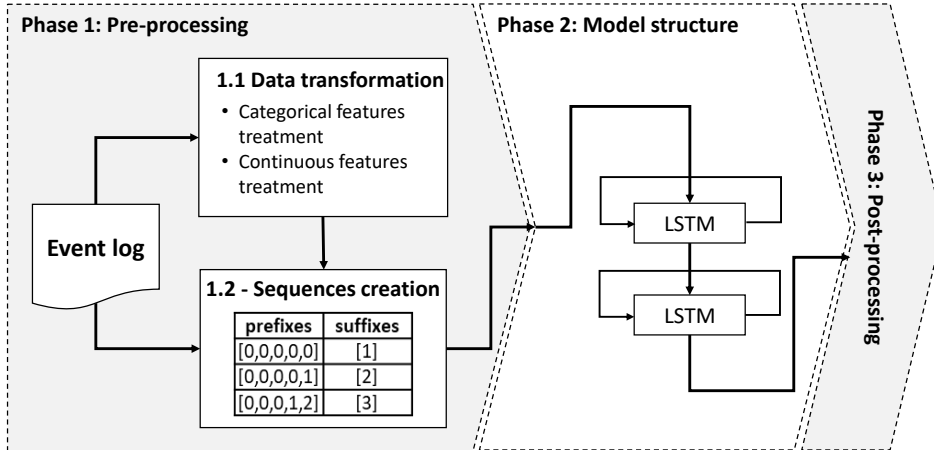 Phase 1: Pre-processing
1.1 Data transformation
• Categorical features
treatment
• Continuous features
treatment
Event log
1.2 - Sequences creation
prefixes suffixes
[0,0,0,0,0] [1]
[0,0,0,0,1] [2]
[0,0,0,1,2] [3]
Phase 2: Model structure
LSTM
LSTM
Phase 3: Post-processing